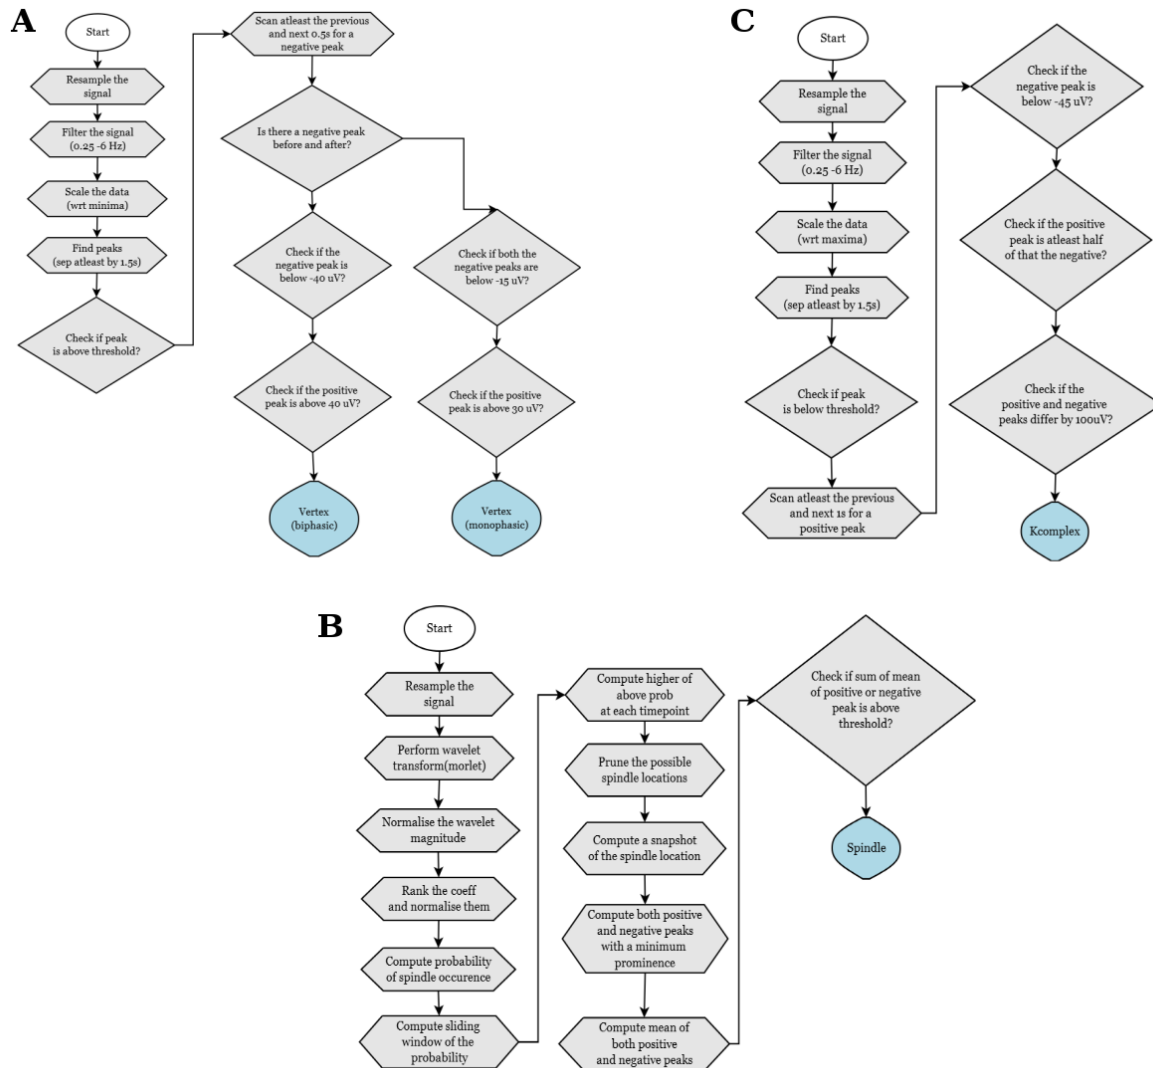 A
Start
Resample the
signal
Filter the signal
(0.25 -6 Hz)
Scale the data
(wrt minima)
Find peaks
(sep atleast by 1.5s)
Check if peak
is above threshold?
Scan atleast the previous
and next 0.5s for a
negative peak
Is there a negative peak
before and after?
Check if the
negative peak is
below -40 uV?
Check if the positive
peak is above 40 uV?
Vertex
(biphasic)
Check if both the
negative peaks are
below -15 uV?
Check if the positive
peak is above 30 uV?
Vertex
(monophasic)
C
Start
Resample the
signal
Filter the signal
(0.25 -6 Hz)
Scale the data
(wrt maxima)
Find peaks
(sep atleast by 1.5s)
Check if peak
is below threshold?
Scan atleast the previous
and next 1s for a
positive peak
Check if the
negative peak is
below -45 uV?
Check if the positive
peak is atleast half
of that the negative?
Check if the
positive and negative
peaks differ by 100uV?
Kcomplex
B
Start
Resample the
signal
Perform wavelet
transform(morlet)
Normalise the wavelet
magnitude
Rank the coeff
and normalise them
Compute probability
of spindle occurence
Compute sliding
window of the
probability
Compute higher of
above prob
at each timepoint
Prune the possible
spindle locations
Compute a snapshot
of the spindle location
Compute both positive
and negative peaks
with a minimum
prominence
Compute mean of
both positive
and negative peaks
Check if sum of mean
of positive or negative
peak is above
threshold?
Spindle